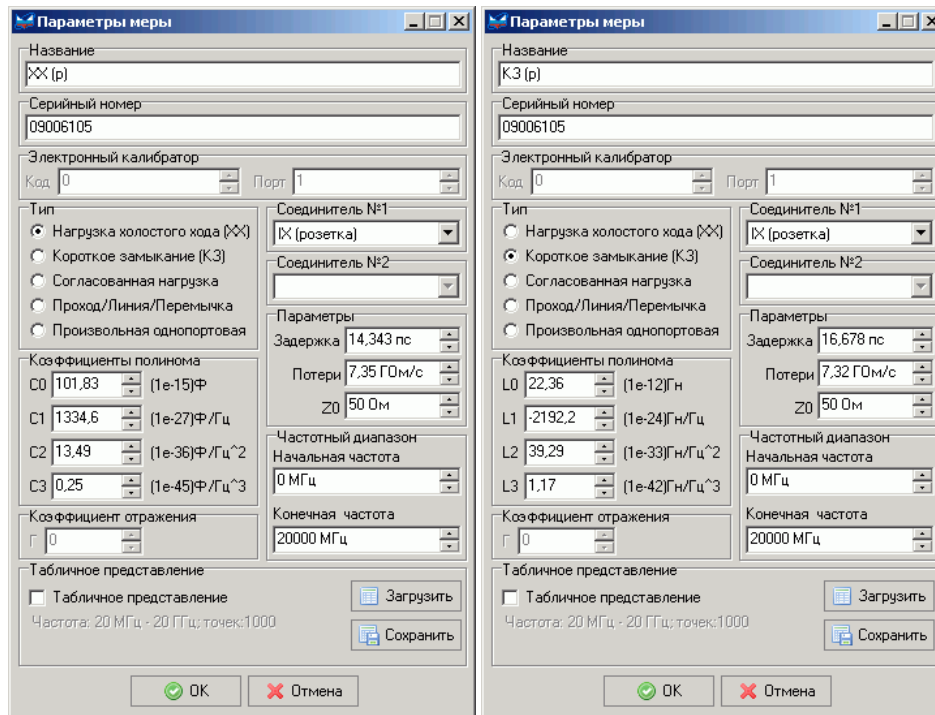 Параметры меры
Название
XX (р)
Серийный номер
09006105
Электронный калибратор
Код 0 Порт 1
Тип
Нагрузка холостого хода (XX)
Короткое замыкание (КЗ)
Согласованная нагрузка
Проход/Линия/Перемычка
Произвольная однопортовая
Соединитель №1
IX (розетка)
Соединитель №2
Параметры
Задержка 14,343 пс
Потери 7,35 ГОм/с
Z0 50 Ом
Коэффициенты полинома
C0 101,83 (1e-15)Ф
C1 1334,6 (1e-27)Ф/Гц
C2 13,49 (1e-36)Ф/Гц^2
C3 0,25 (1e-45)Ф/Гц^3
Частотный диапазон
Начальная частота
0 МГц
Конечная частота
20000 МГц
Коэффициент отражения
Г 0
Табличное представление
Табличное представление
Частота: 20 МГц - 20 ГГц; точек:1000
Загрузить
Сохранить
OK Отмена
Параметры меры
Название
КЗ (р)
Серийный номер
09006105
Электронный калибратор
Код 0 Порт 1
Тип
Нагрузка холостого хода (XX)
Короткое замыкание (КЗ)
Согласованная нагрузка
Проход/Линия/Перемычка
Произвольная однопортовая
Соединитель №1
IX (розетка)
Соединитель №2
Параметры
Задержка 16,678 пс
Потери 7,32 ГОм/с
Z0 50 Ом
Коэффициенты полинома
L0 22,36 (1e-12)Гн
L1 -2192,2 (1e-24)Гн/Гц
L2 39,29 (1e-33)Гн/Гц^2
L3 1,17 (1e-42)Гн/Гц^3
Частотный диапазон
Начальная частота
0 МГц
Конечная частота
20000 МГц
Коэффициент отражения
Г 0
Табличное представление
Табличное представление
Частота: 20 МГц - 20 ГГц; точек:1000
Загрузить
Сохранить
OK Отмена